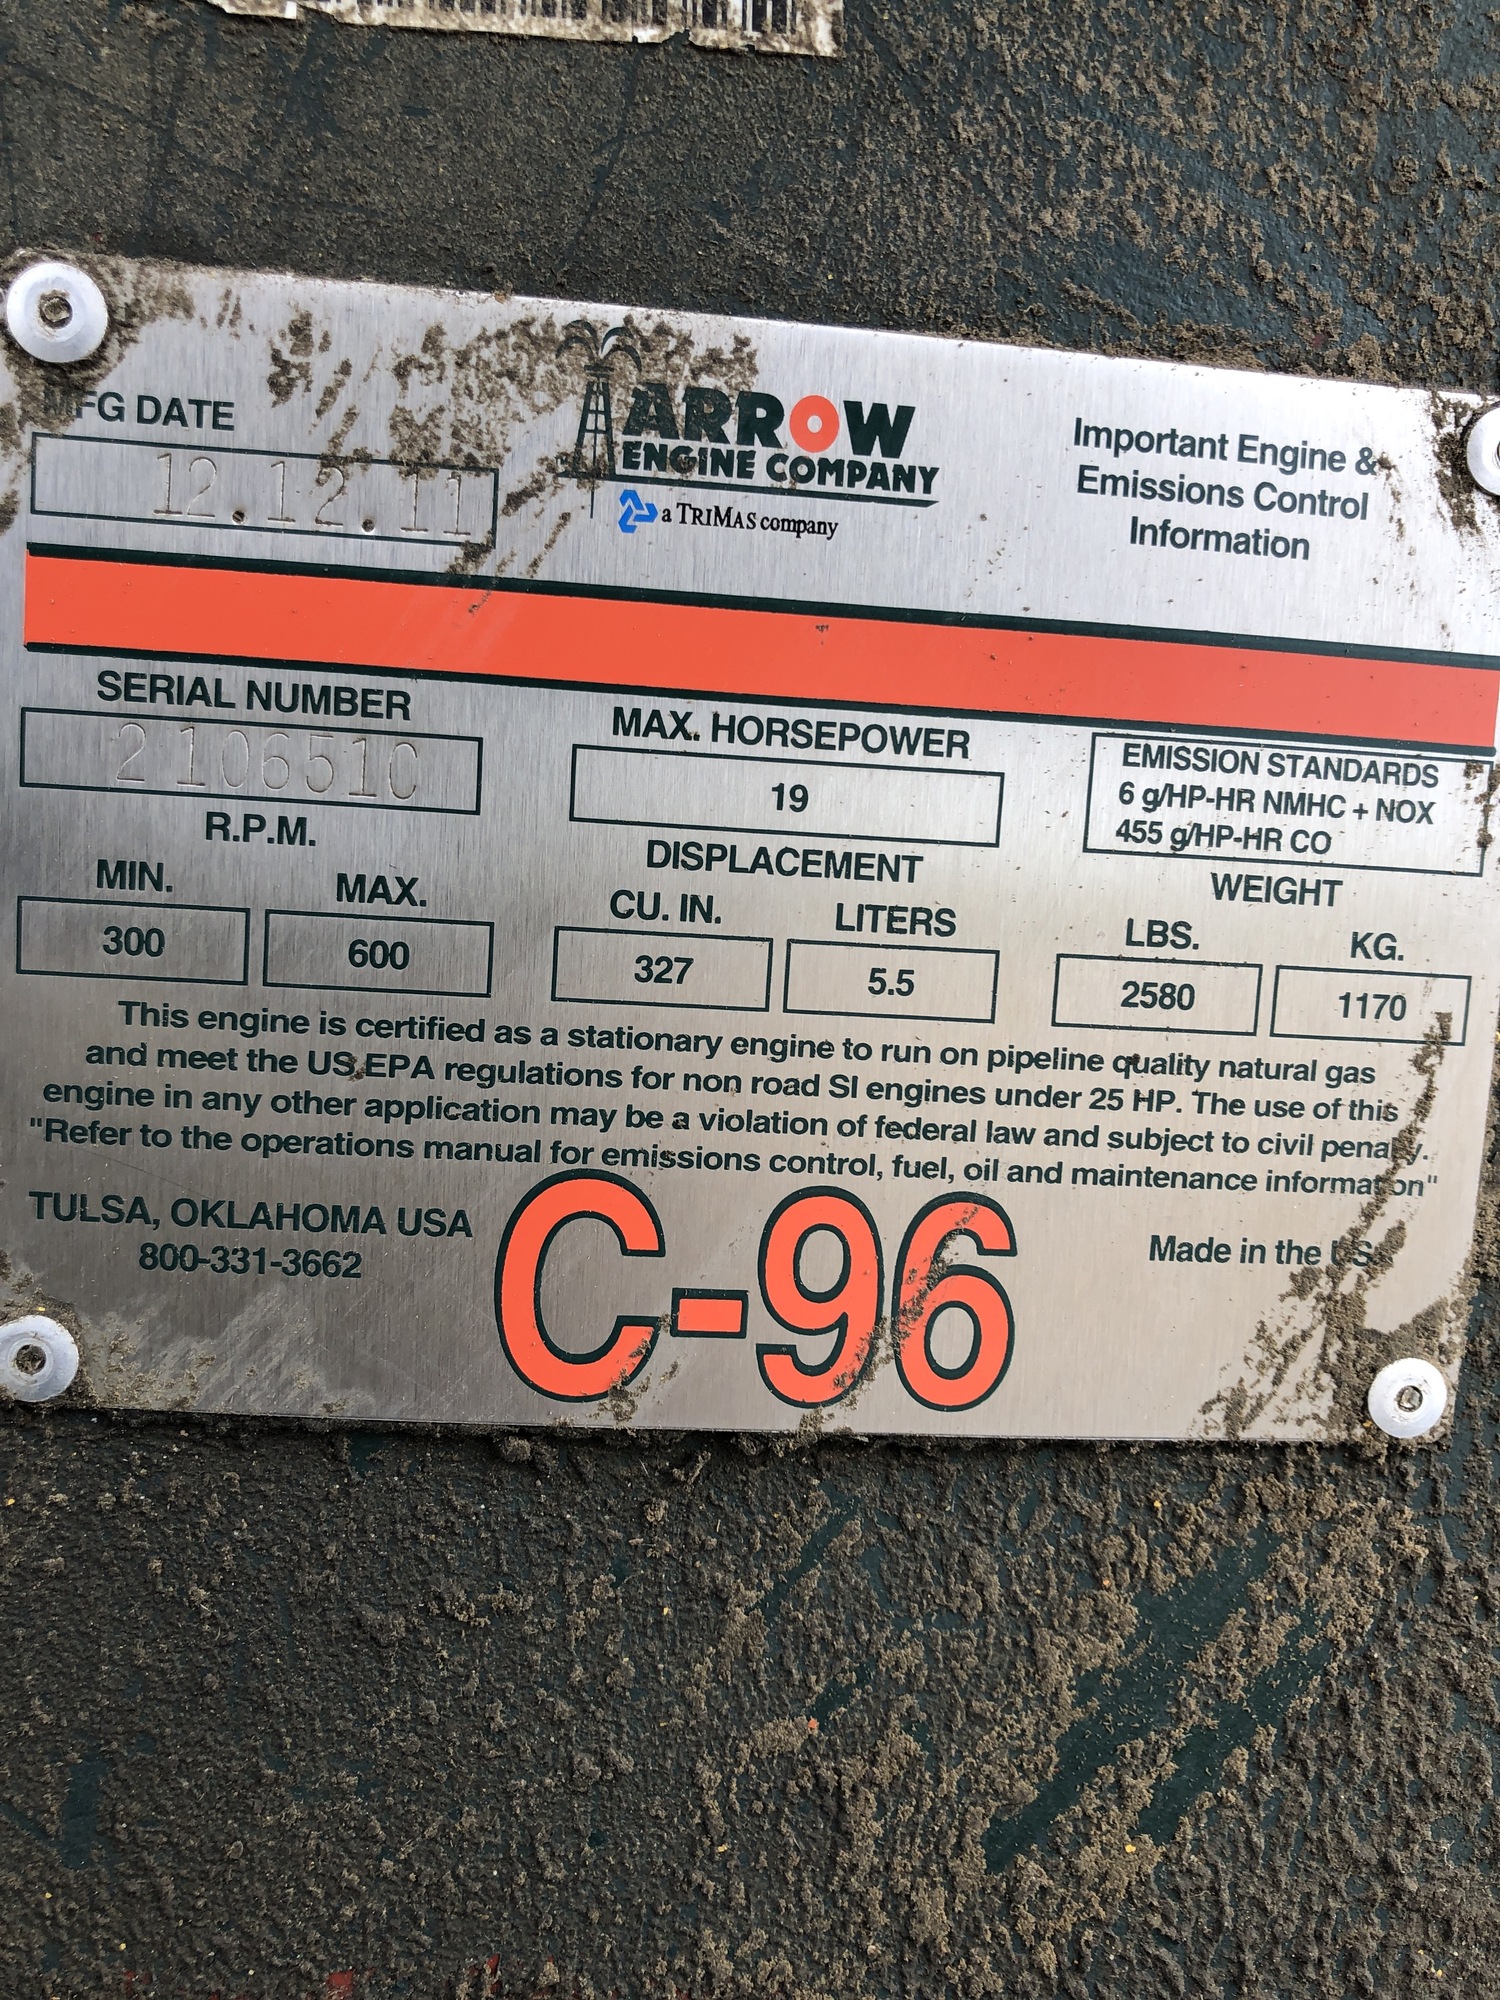 MFG DATE
12.12.11
ARROW
ENGINE COMPANY
a TRIMAS company
Important Engine &
Emissions Control
Information
SERIAL NUMBER
210651C
MAX. HORSEPOWER
19
EMISSION STANDARDS
6 g/HP-HR NMHC + NOX
455 g/HP-HR CO
R.P.M.
MIN.
MAX.
300
600
DISPLACEMENT
CU. IN.
LITERS
327
5.5
WEIGHT
LBS.
KG.
2580
1170
This engine is certified as a stationary engine to run on pipeline quality natural gas
and meet the US EPA regulations for non road SI engines under 25 HP. The use of this
engine in any other application may be a violation of federal law and subject to civil penalty.
"Refer to the operations manual for emissions control, fuel, oil and maintenance information"
TULSA, OKLAHOMA USA
800-331-3662
C-96
Made in the USA